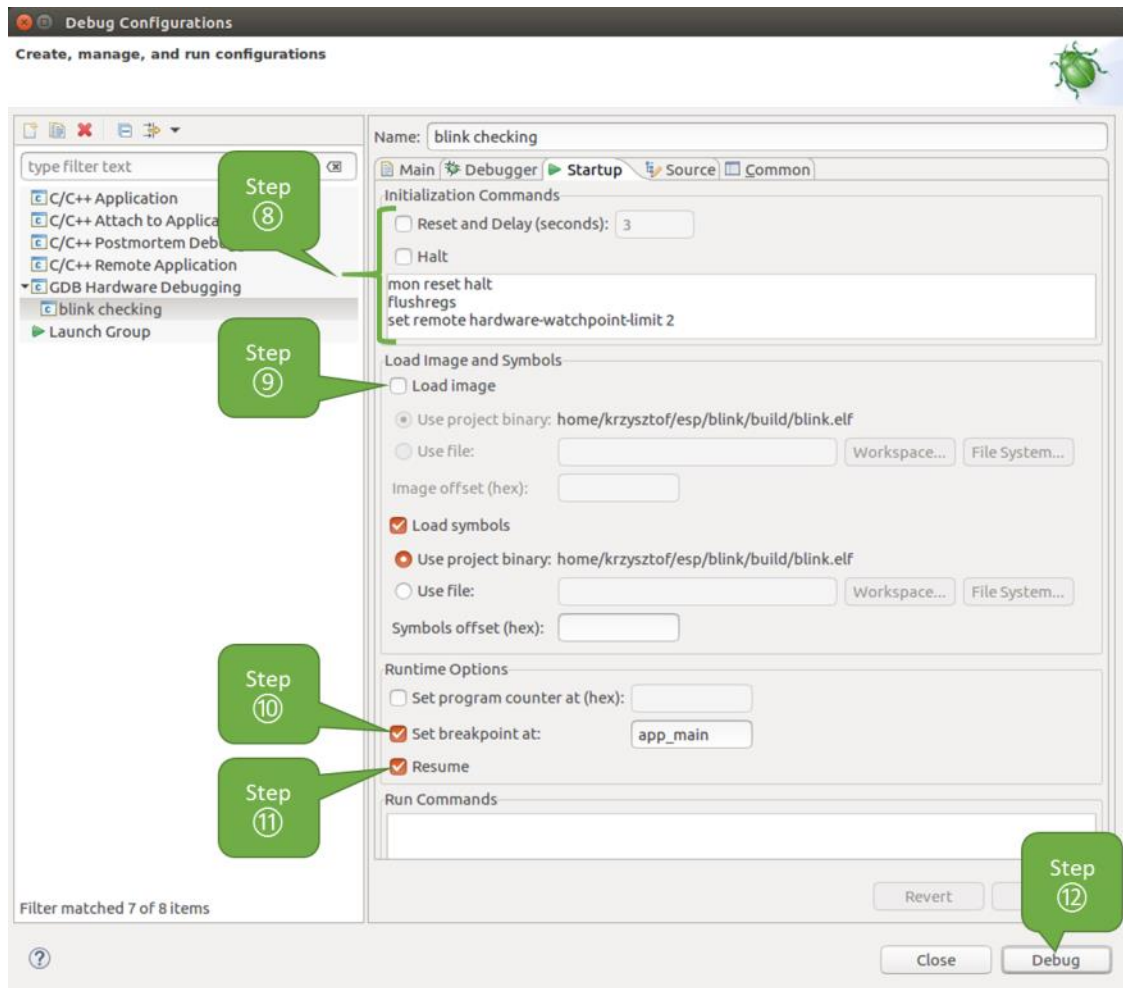 Debug Configurations
Create, manage, and run configurations
type filter text
C/C++ Application
C/C++ Attach to Applica
C/C++ Postmortem Debu
C/C++ Remote Application
GDB Hardware Debugging
blink checking
Launch Group
Filter matched 7 of 8 items
Step
⑧
Step
⑨
Step
⑩
Step
⑪
Name: blink checking
Main Debugger Startup Source Common
Initialization Commands
Reset and Delay (seconds): 3
Halt
mon reset halt
flushregs
set remote hardware-watchpoint-limit 2
Load Image and Symbols
Load image
Use project binary: home/krzysztof/esp/blink/build/blink.elf
Use file: Workspace... File System...
Image offset (hex):
Load symbols
Use project binary: home/krzysztof/esp/blink/build/blink.elf
Use file: Workspace... File System...
Symbols offset (hex):
Runtime Options
Set program counter at (hex):
Set breakpoint at: app_main
Resume
Run Commands
Step
⑫
Revert
Close Debug